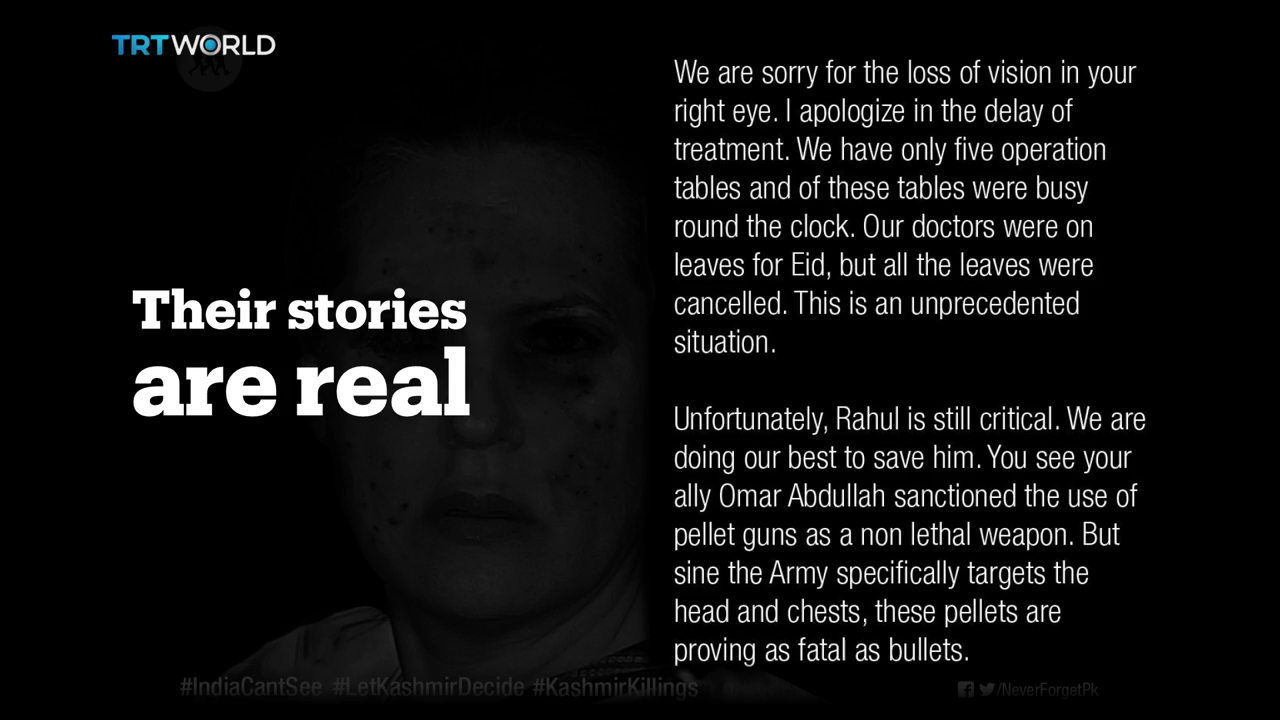 TRTWORLD
Their stories
are real
We are sorry for the loss of vision in your
right eye. I apologize in the delay of
treatment. We have only five operation
tables and of these tables were busy
round the clock. Our doctors were on
leaves for Eid, but all the leaves were
cancelled. This is an unprecedented
situation.
Unfortunately, Rahul is still critical. We are
doing our best to save him. You see your
ally Omar Abdullah sanctioned the use of
pellet guns as a non lethal weapon. But
sine the Army specifically targets the
head and chests, these pellets are
proving as fatal as bullets.
#IndiaCantSee #LetKashmirDecide #KashmirKillings
/NeverForgetPk